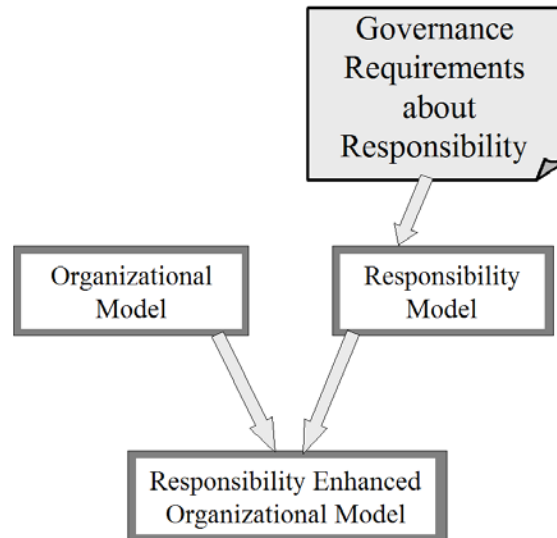 Governance
Requirements
about
Responsibility
Organizational
Model
Responsibility
Model
Responsibility Enhanced
Organizational Model